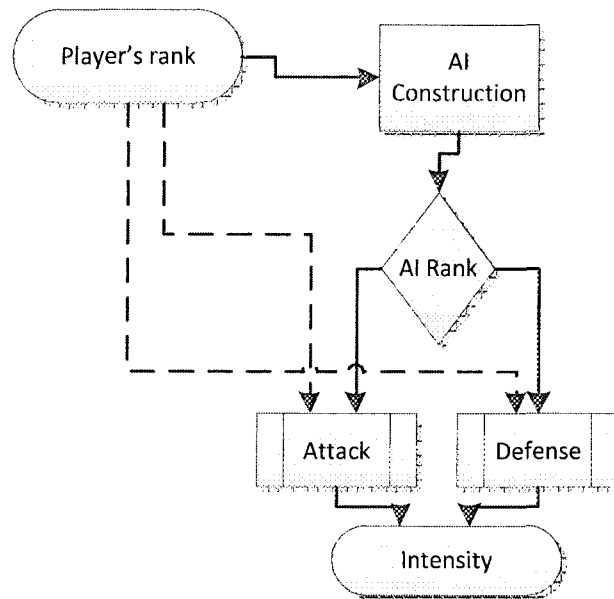 Player's rank
AI
Construction
AI Rank
Attack
Defense
Intensity